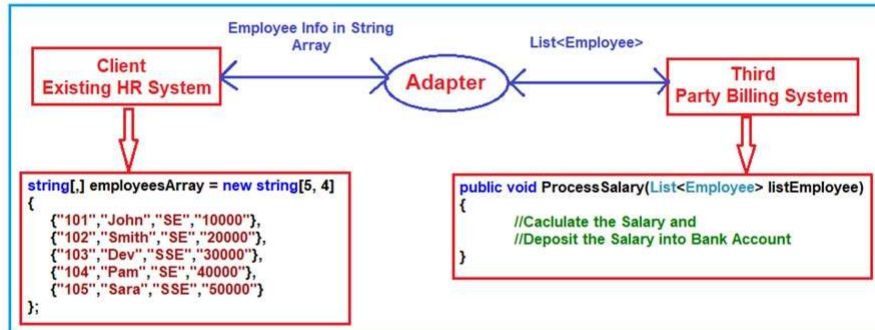 Employee Info in String
Array
List<Employee>
Client
Existing HR System
Adapter
Third
Party Billing System
string[,] employeesArray = new string[5, 4]
{
{"101","John","SE","10000"},
{"102","Smith","SE","20000"},
{"103","Dev","SSE","30000"},
{"104","Pam","SE","40000"},
{"105","Sara","SSE","50000"}
};
public void ProcessSalary(List<Employee> listEmployee)
{
//Caclulate the Salary and
//Deposit the Salary into Bank Account
}